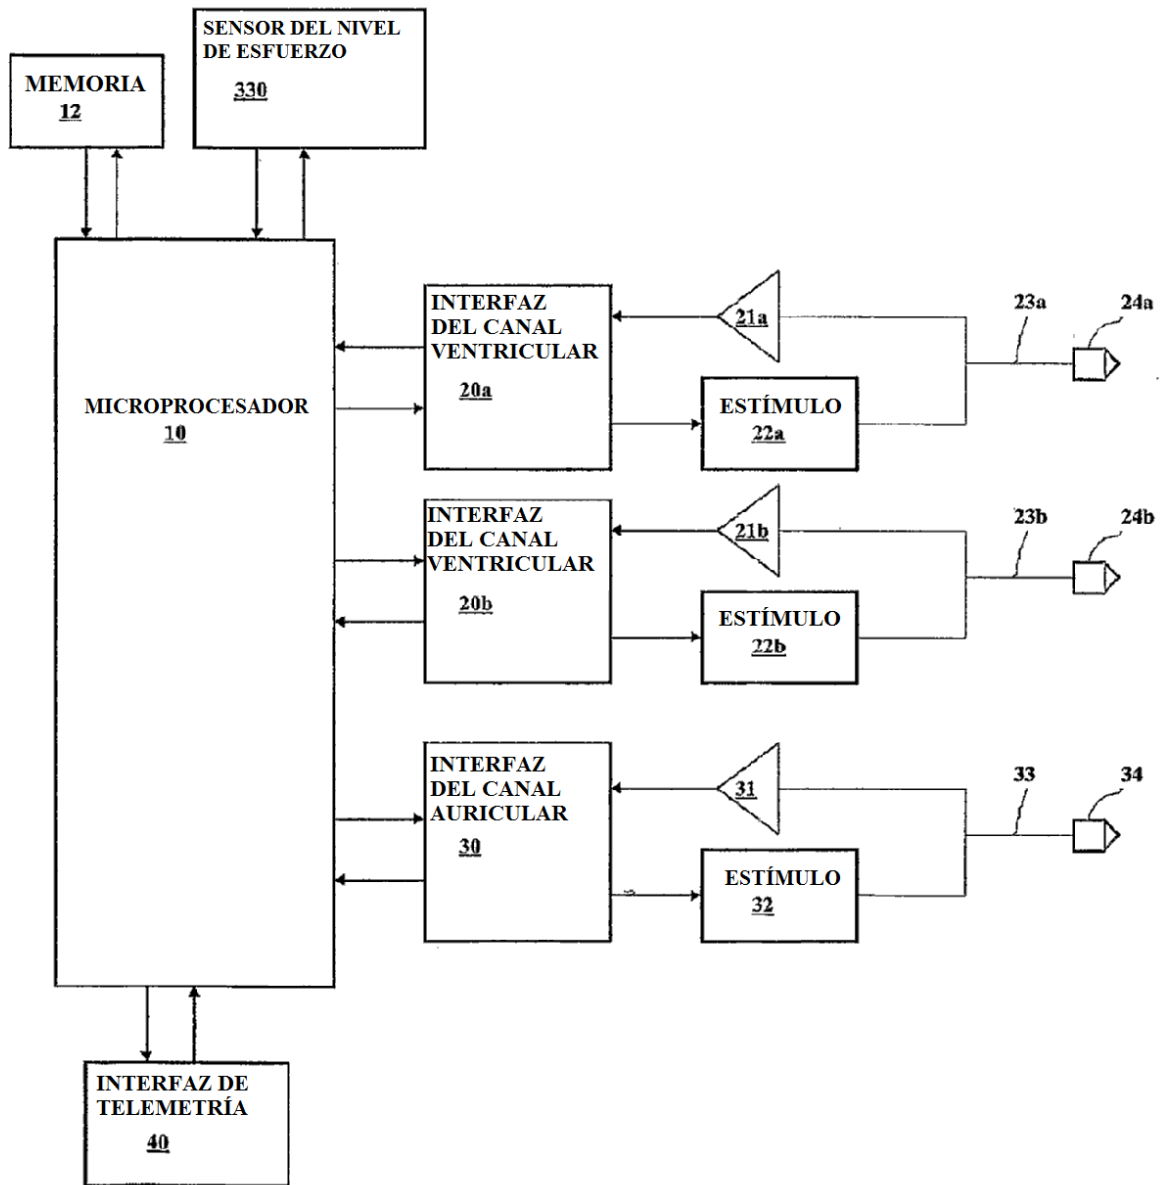 SENSOR DEL NIVEL
DE ESFUERZO
330
MEMORIA
12
MICROPROCESADOR
10
INTERFAZ
DEL CANAL
VENTRICULAR
20a
21a
ESTÍMULO
22a
23a
24a
INTERFAZ
DEL CANAL
VENTRICULAR
20b
21b
ESTÍMULO
22b
23b
24b
INTERFAZ
DEL CANAL
AURICULAR
30
31
ESTÍMULO
32
33
34
INTERFAZ DE
TELEMETRÍA
40